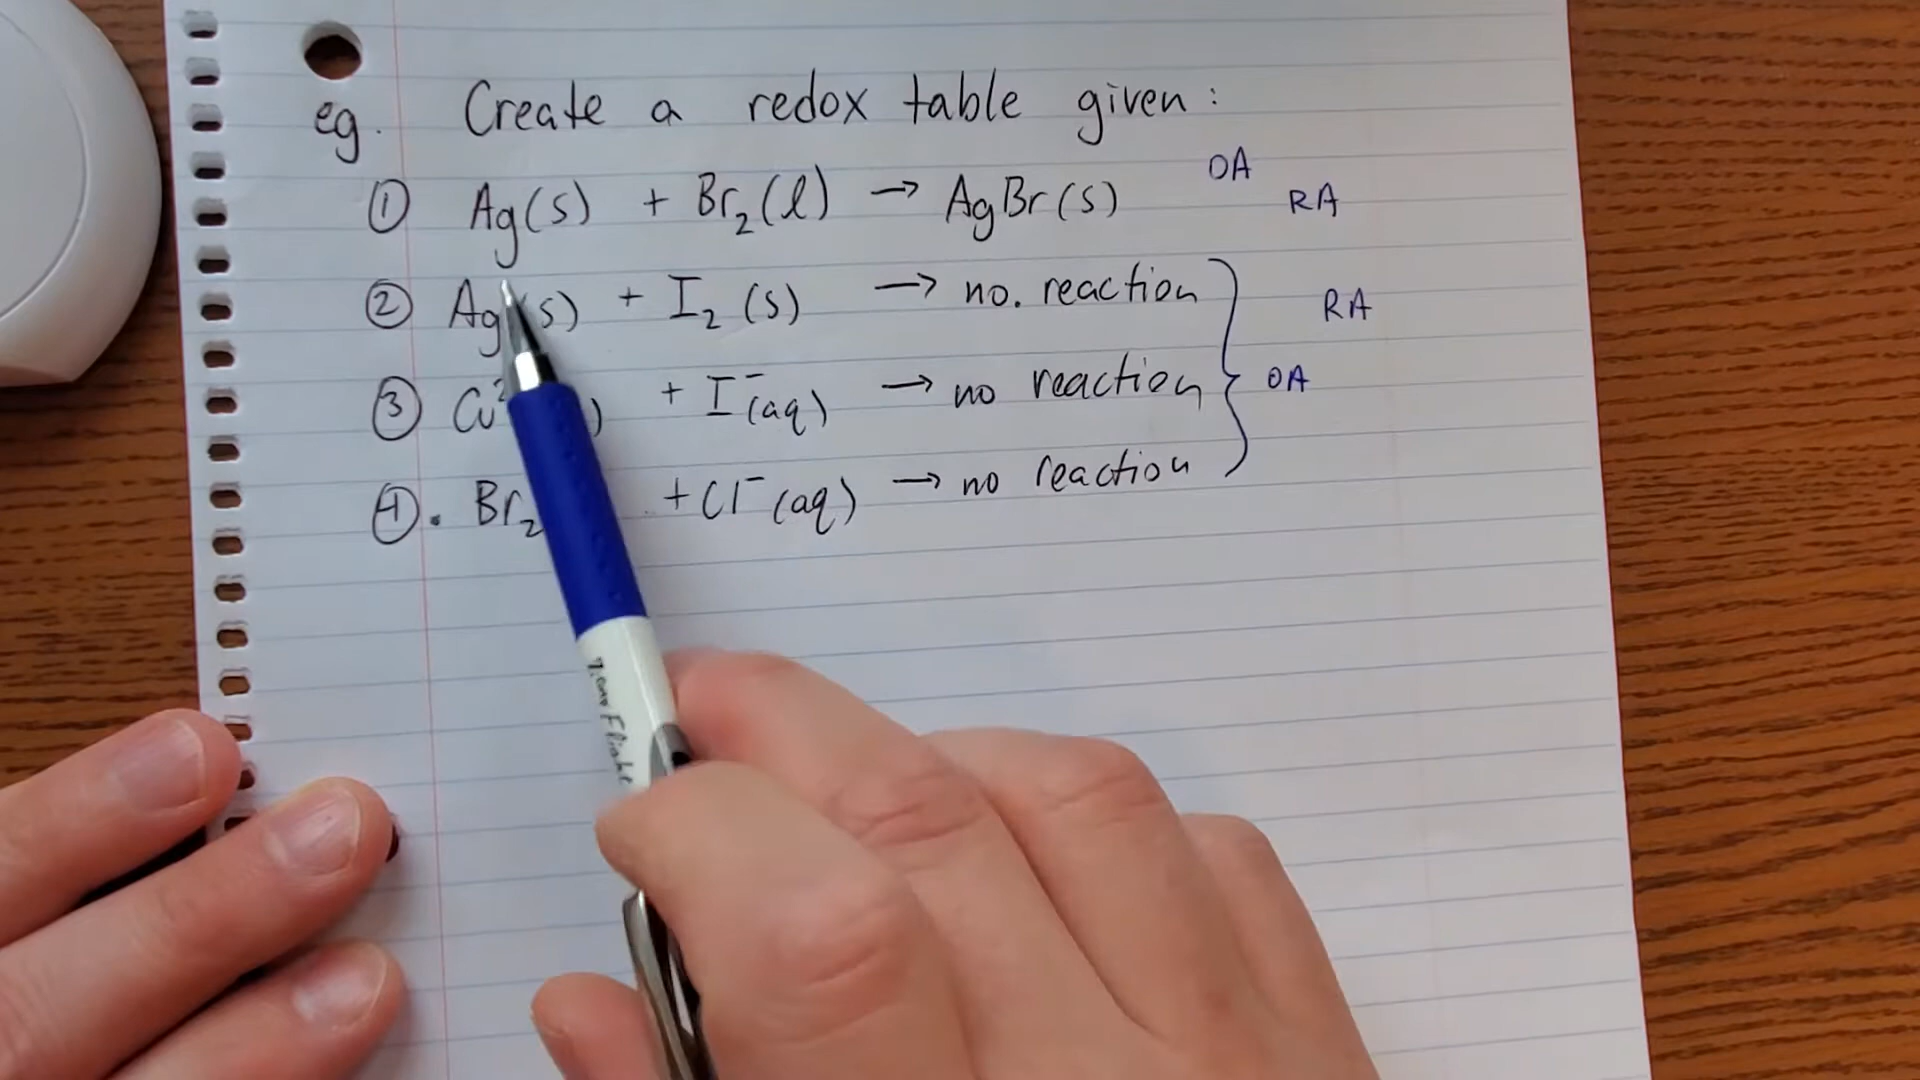 eg. Create a redox table given:
① Ag(s) + Br₂(l) → AgBr(s) OA
RA
② Ag(s) + I₂(s) → no. reaction RA
③ Cu² ) + I⁻(aq) → no reaction OA
④. Br₂ + Cl⁻(aq) → no reaction